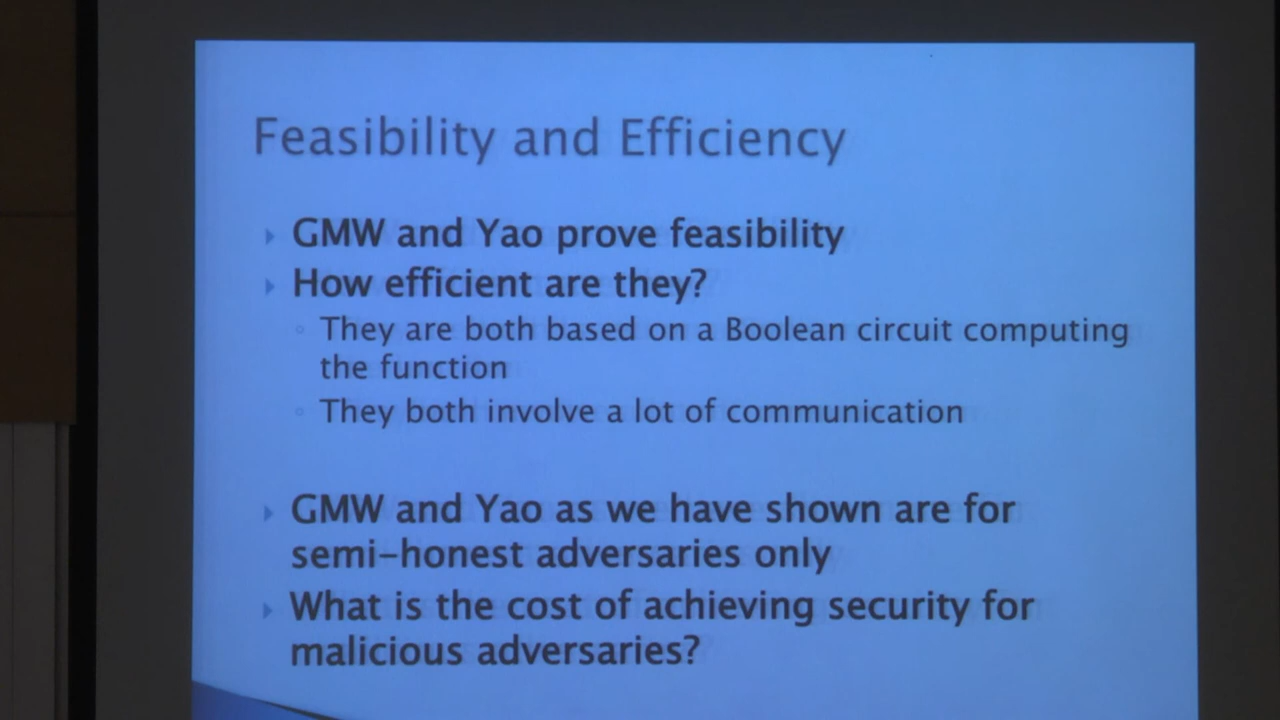 Feasibility and Efficiency
GMW and Yao prove feasibility
How efficient are they?
They are both based on a Boolean circuit computing
the function
They both involve a lot of communication
GMW and Yao as we have shown are for
semi-honest adversaries only
What is the cost of achieving security for
malicious adversaries?